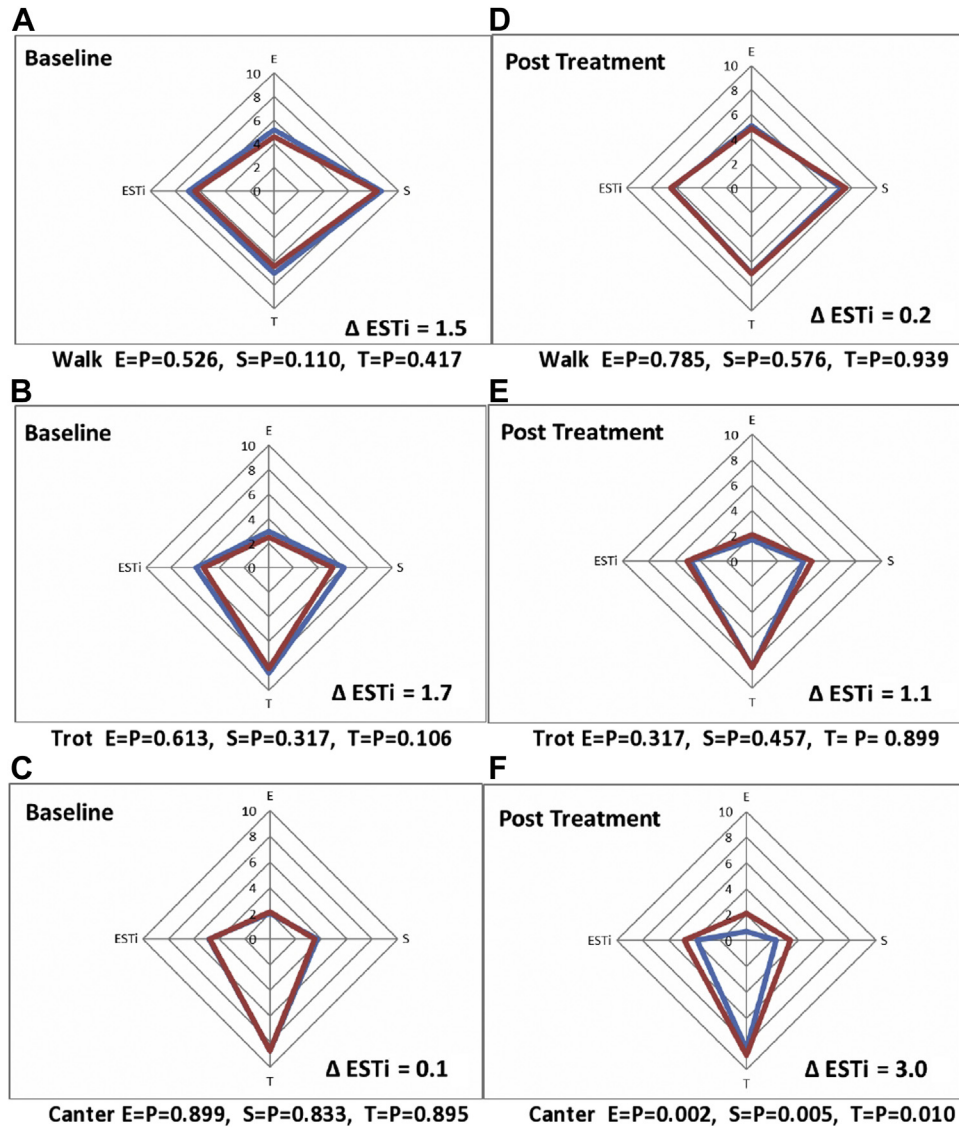 A
Baseline
E
10
8
6
4
2
0
ESTi
S
T
Δ ESTi = 1.5
Walk E=P=0.526, S=P=0.110, T=P=0.417
D
Post Treatment
E
10
8
6
4
2
0
ESTi
S
T
Δ ESTi = 0.2
Walk E=P=0.785, S=P=0.576, T=P=0.939
B
Baseline
E
10
8
6
4
2
0
ESTi
S
T
Δ ESTi = 1.7
Trot E=P=0.613, S=P=0.317, T=P=0.106
E
Post Treatment
E
10
8
6
4
2
0
ESTi
S
T
Δ ESTi = 1.1
Trot E=P=0.317, S=P=0.457, T= P= 0.899
C
Baseline
E
10
8
6
4
2
0
ESTi
S
T
Δ ESTi = 0.1
Canter E=P=0.899, S=P=0.833, T=P=0.895
F
Post Treatment
E
10
8
6
4
2
0
ESTi
S
T
Δ ESTi = 3.0
Canter E=P=0.002, S=P=0.005, T=P=0.010